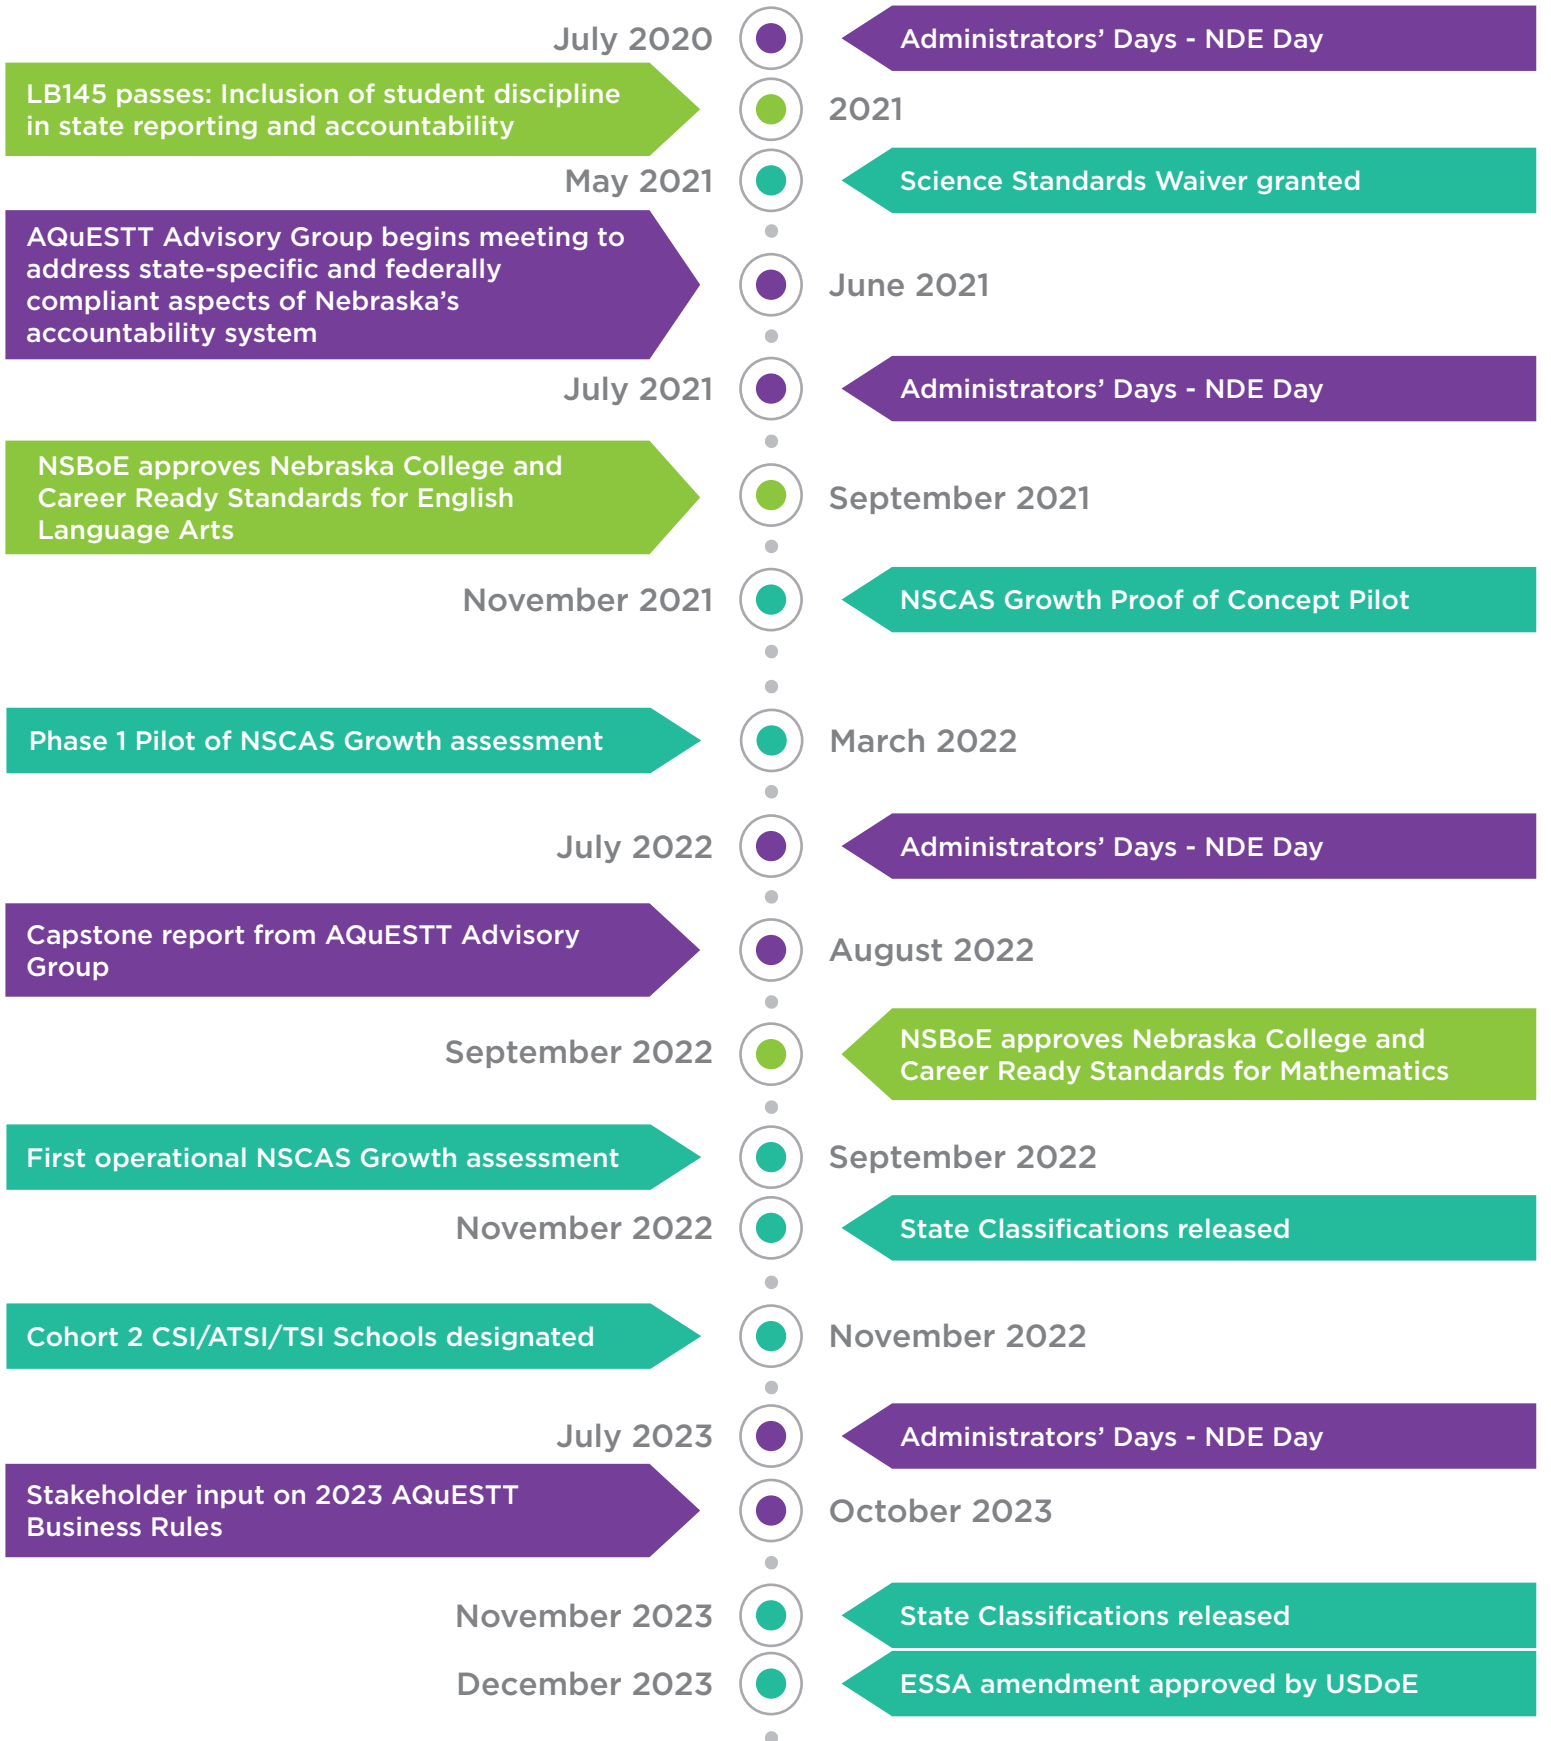 July 2020
Administrators’ Days - NDE Day
LB145 passes: Inclusion of student discipline
in state reporting and accountability
2021
May 2021
Science Standards Waiver granted
AQuESTT Advisory Group begins meeting to
address state-specific and federally
compliant aspects of Nebraska’s
accountability system
June 2021
July 2021
Administrators’ Days - NDE Day
NSBoE approves Nebraska College and
Career Ready Standards for English
Language Arts
September 2021
November 2021
NSCAS Growth Proof of Concept Pilot
Phase 1 Pilot of NSCAS Growth assessment
March 2022
July 2022
Administrators’ Days - NDE Day
Capstone report from AQuESTT Advisory
Group
August 2022
September 2022
NSBoE approves Nebraska College and
Career Ready Standards for Mathematics
First operational NSCAS Growth assessment
September 2022
November 2022
State Classifications released
Cohort 2 CSI/ATSI/TSI Schools designated
November 2022
July 2023
Administrators’ Days - NDE Day
Stakeholder input on 2023 AQuESTT
Business Rules
October 2023
November 2023
State Classifications released
December 2023
ESSA amendment approved by USDoE